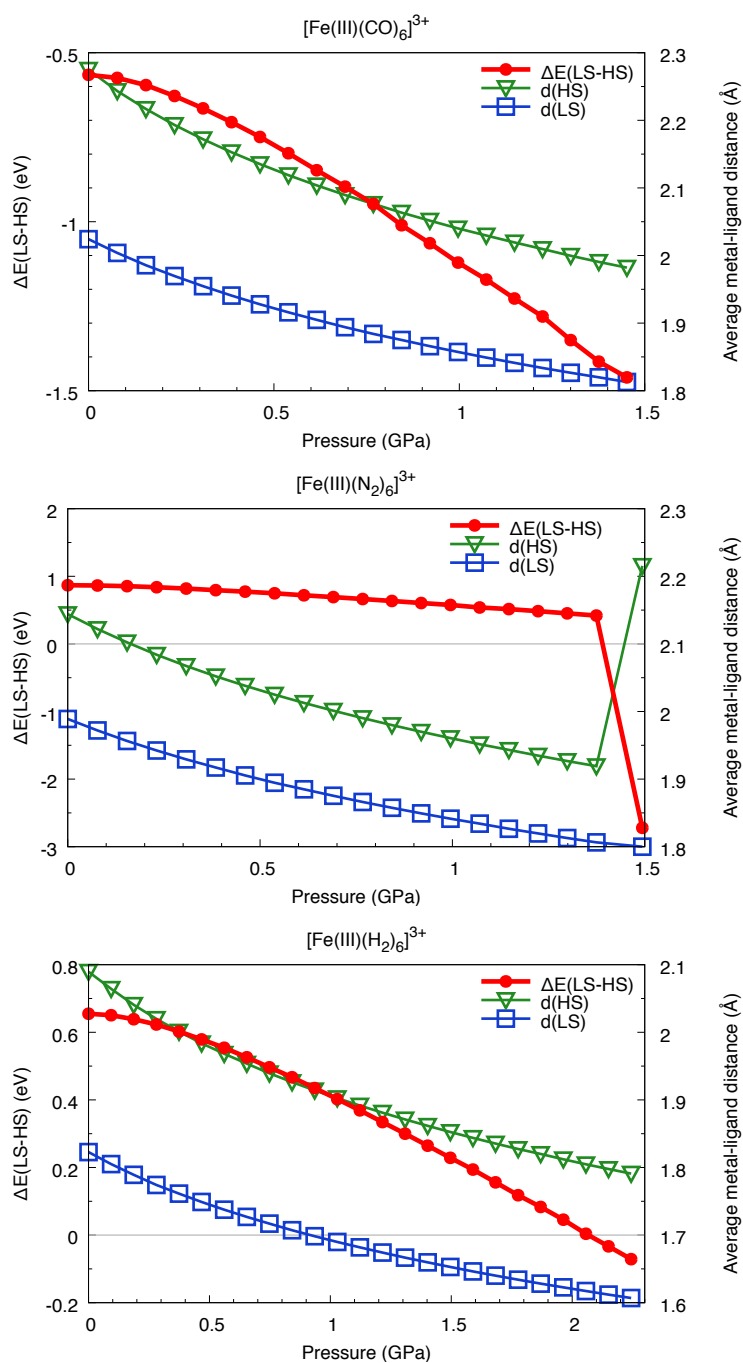 [Fe(III)(CO)₆]³⁺
ΔE(LS-HS)
d(HS)
d(LS)
ΔE(LS-HS) (eV)
-0.5
-1
-1.5
Average metal-ligand distance (Å)
2.3
2.2
2.1
2
1.9
1.8
0
0.5
1
1.5
Pressure (GPa)
[Fe(III)(N₂)₆]³⁺
ΔE(LS-HS)
d(HS)
d(LS)
ΔE(LS-HS) (eV)
2
1
0
-1
-2
-3
Average metal-ligand distance (Å)
2.3
2.2
2.1
2
1.9
1.8
0
0.5
1
1.5
Pressure (GPa)
[Fe(III)(H₂)₆]³⁺
ΔE(LS-HS)
d(HS)
d(LS)
ΔE(LS-HS) (eV)
0.8
0.6
0.4
0.2
0
-0.2
Average metal-ligand distance (Å)
2.1
2
1.9
1.8
1.7
1.6
0
0.5
1
1.5
2
Pressure (GPa)